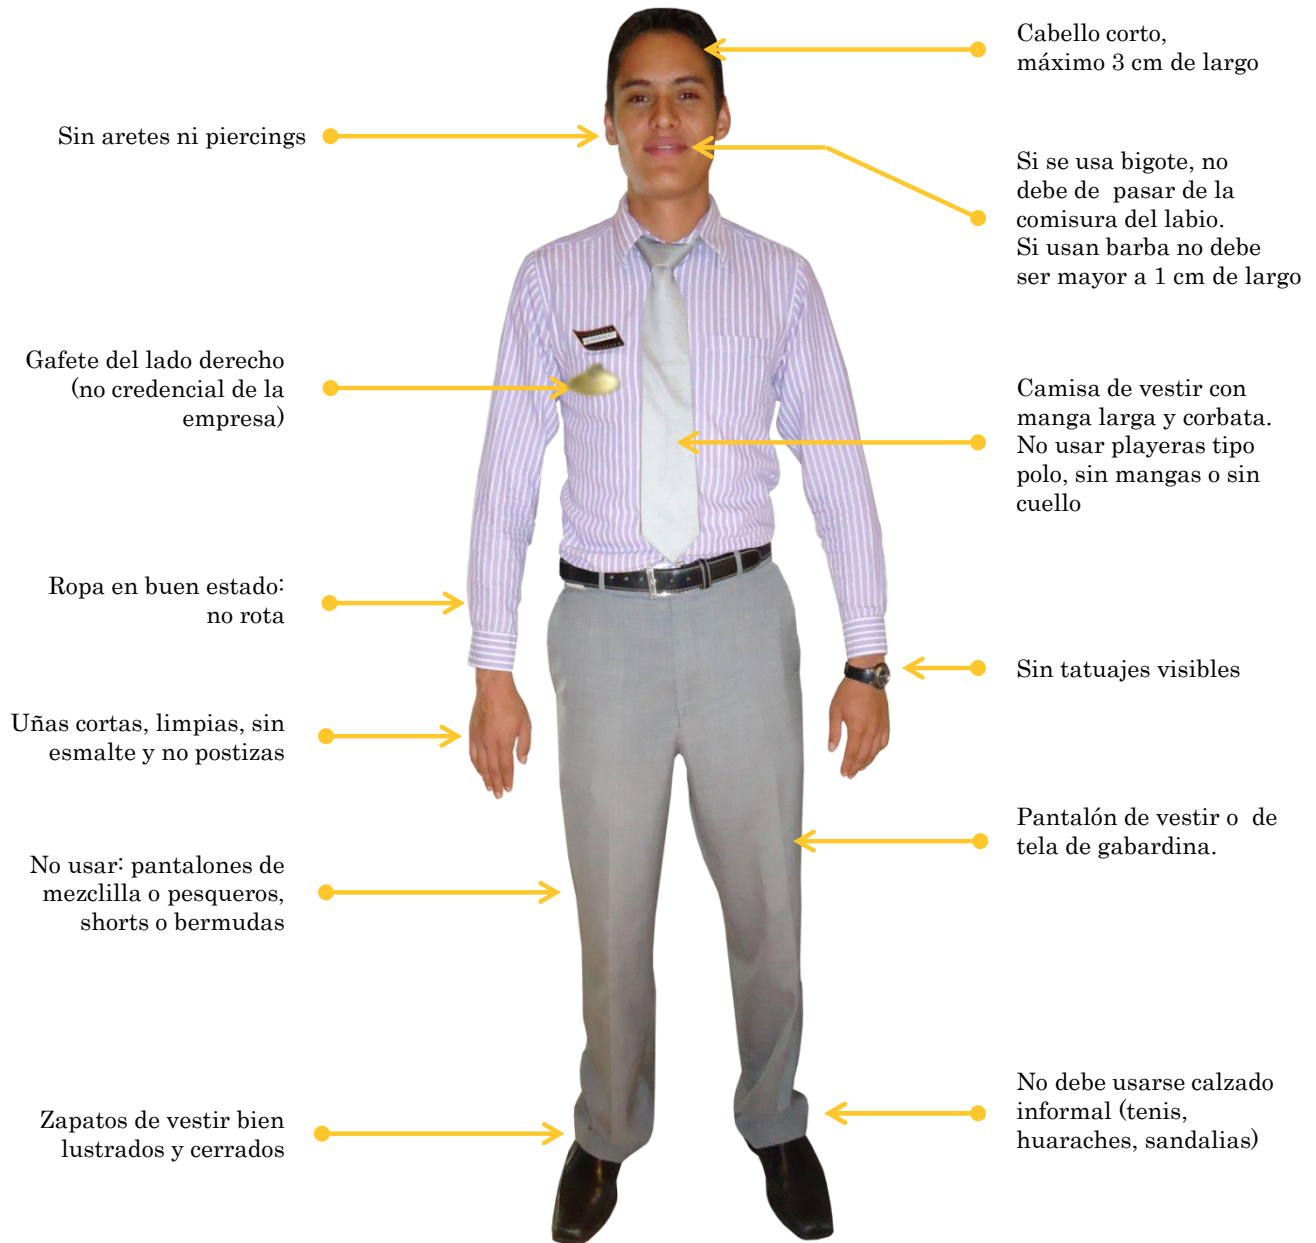 Cabello corto,
máximo 3 cm de largo
Sin aretes ni piercings
Si se usa bigote, no
debe de pasar de la
comisura del labio.
Si usan barba no debe
ser mayor a 1 cm de largo
Gafete del lado derecho
(no credencial de la
empresa)
Camisa de vestir con
manga larga y corbata.
No usar playeras tipo
polo, sin mangas o sin
cuello
Ropa en buen estado:
no rota
Sin tatuajes visibles
Uñas cortas, limpias, sin
esmalte y no postizas
Pantalón de vestir o de
tela de gabardina.
No usar: pantalones de
mezclilla o pesqueros,
shorts o bermudas
No debe usarse calzado
informal (tenis,
huaraches, sandalias)
Zapatos de vestir bien
lustrados y cerrados